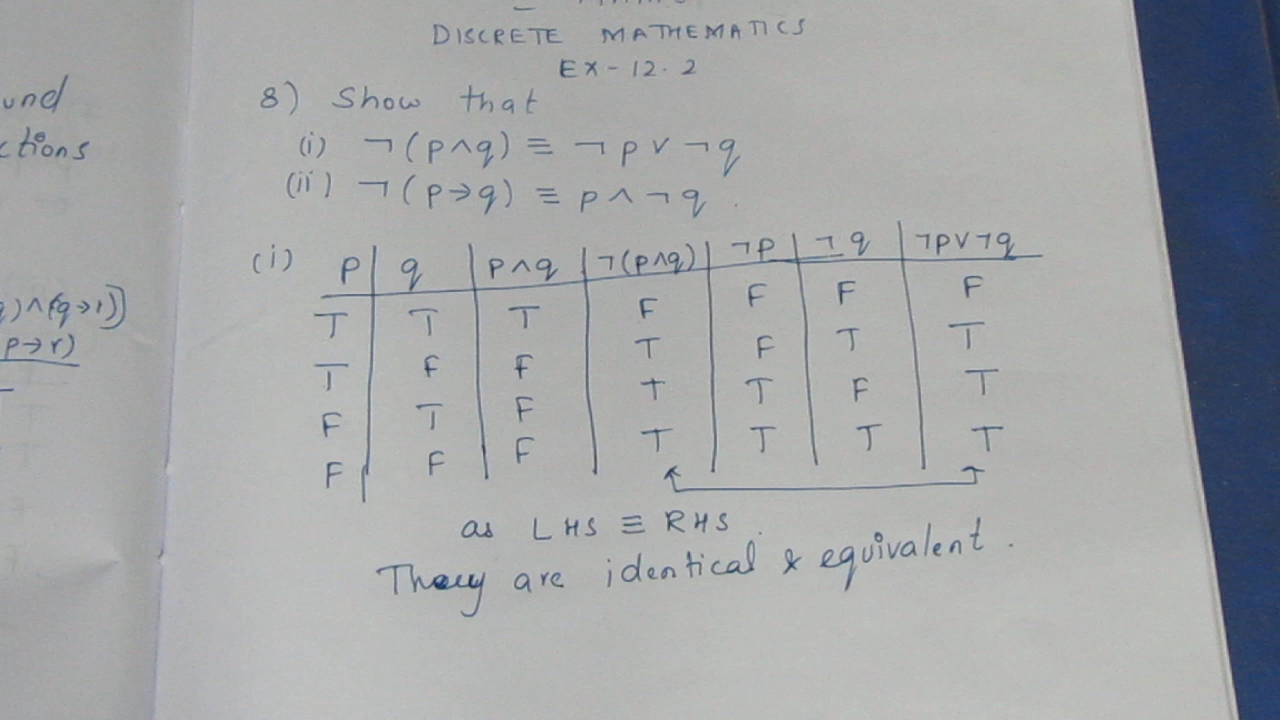 DISCRETE MATHEMATICS
EX-12.2
und
ctions
) ∧ (q→r)]
p→r)
8) Show that
(i) ¬(p∧q) ≡ ¬p∨¬q
(ii) ¬(p→q) ≡ p∧¬q.
(i) p q p∧q ¬(p∧q) ¬p ¬q ¬p∨¬q
T T T F F F F
T F F T F T T
F T F T T F T
F F F T T T T
as LHS ≡ RHS.
They are identical & equivalent.